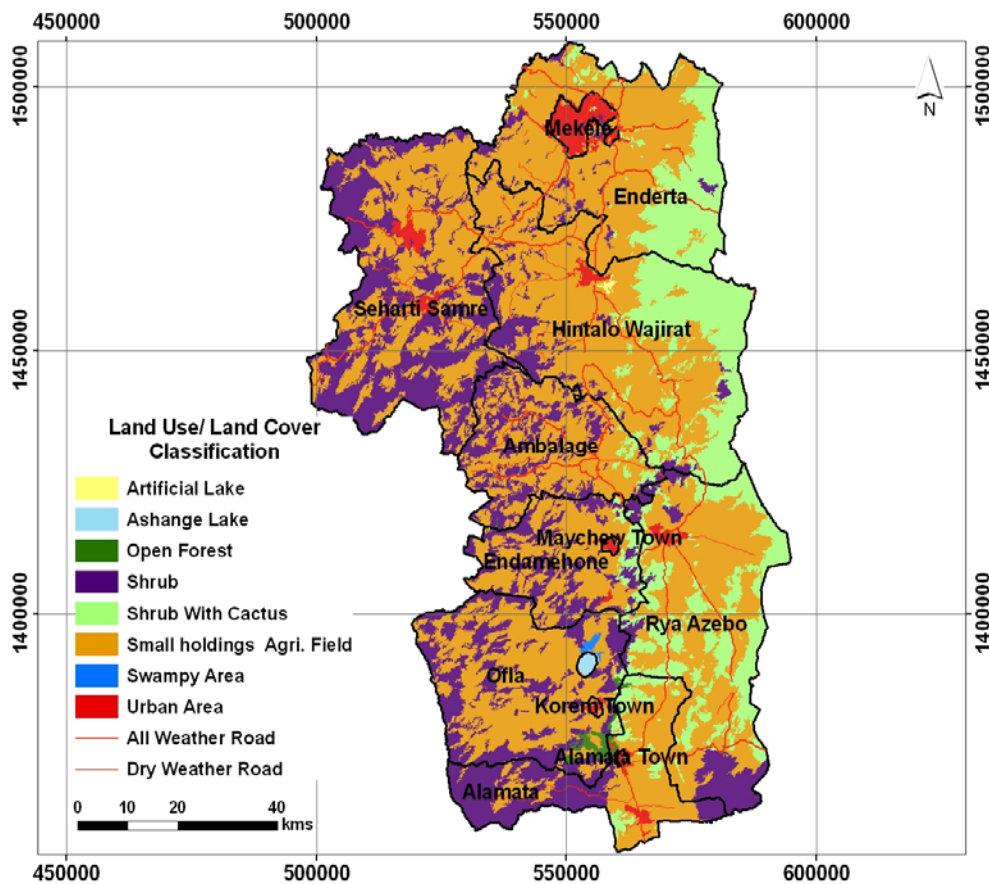 450000
500000
550000
600000
1500000
1500000
N
Mekele
Enderta
Seharti Samre
Hintalo Wajirat
1450000
1450000
Ambalage
Land Use/ Land Cover
Classification
Artificial Lake
Ashange Lake
Open Forest
Shrub
Shrub With Cactus
Small holdings Agri. Field
Swampy Area
Urban Area
All Weather Road
Dry Weather Road
Maychew Town
Endamehone
1400000
1400000
Rya Azebo
Ofla
Korem Town
Alamata Town
Alamata
0 10 20 40
kms
450000
500000
550000
600000